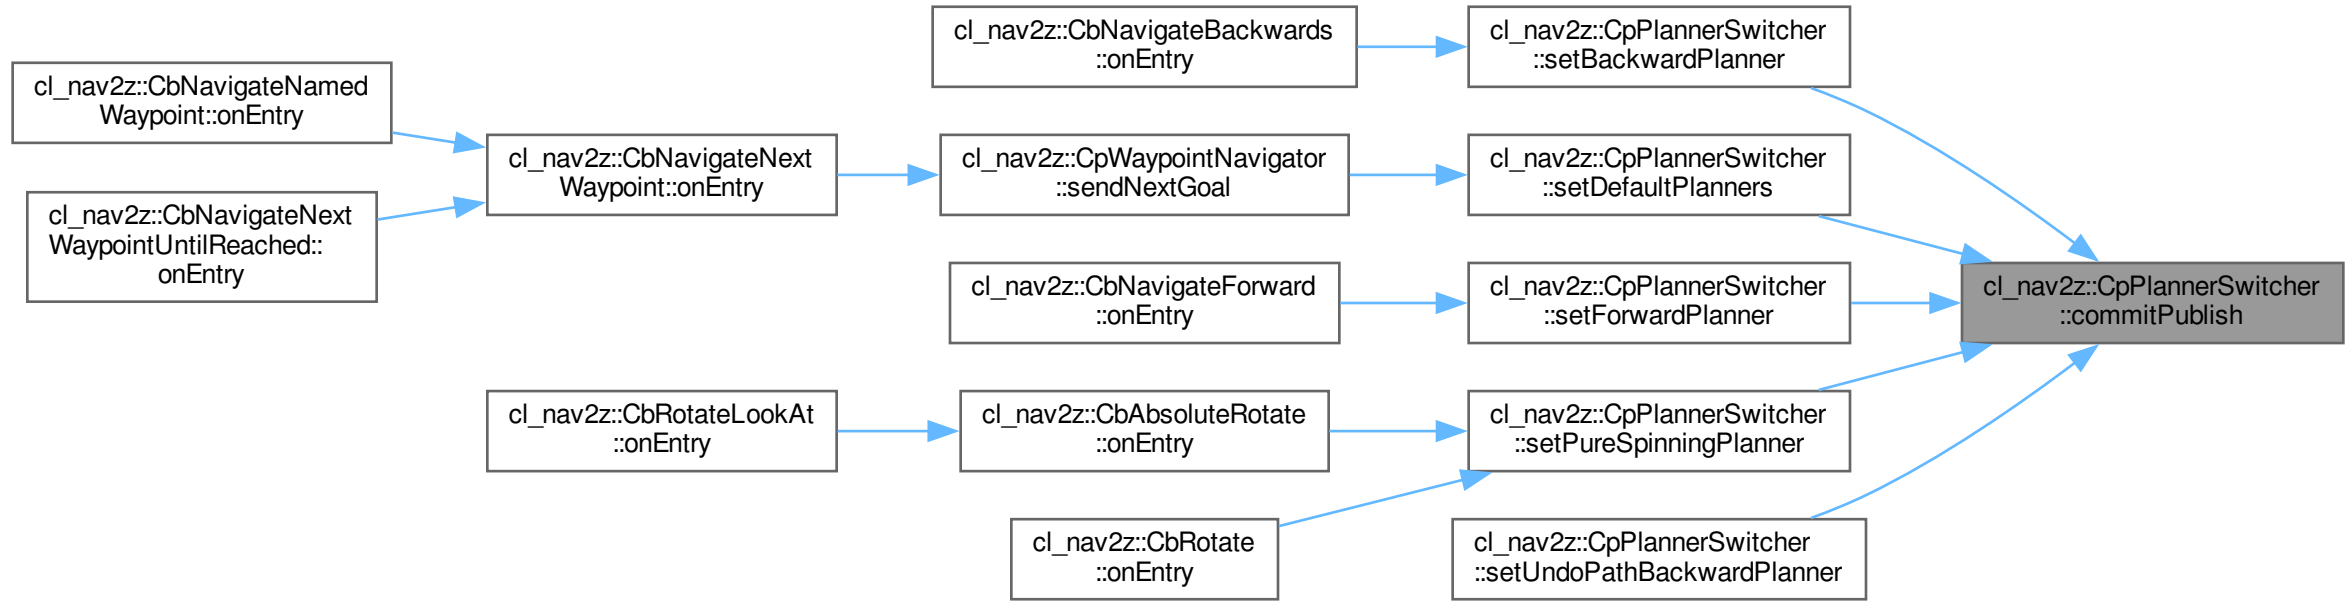 cl_nav2z::CbNavigateNamed
Waypoint::onEntry
cl_nav2z::CbNavigateNext
WaypointUntilReached::
onEntry
cl_nav2z::CbNavigateNext
Waypoint::onEntry
cl_nav2z::CbRotateLookAt
::onEntry
cl_nav2z::CbNavigateBackwards
::onEntry
cl_nav2z::CpWaypointNavigator
::sendNextGoal
cl_nav2z::CbNavigateForward
::onEntry
cl_nav2z::CbAbsoluteRotate
::onEntry
cl_nav2z::CbRotate
::onEntry
cl_nav2z::CpPlannerSwitcher
::setBackwardPlanner
cl_nav2z::CpPlannerSwitcher
::setDefaultPlanners
cl_nav2z::CpPlannerSwitcher
::setForwardPlanner
cl_nav2z::CpPlannerSwitcher
::setPureSpinningPlanner
cl_nav2z::CpPlannerSwitcher
::setUndoPathBackwardPlanner
cl_nav2z::CpPlannerSwitcher
::commitPublish